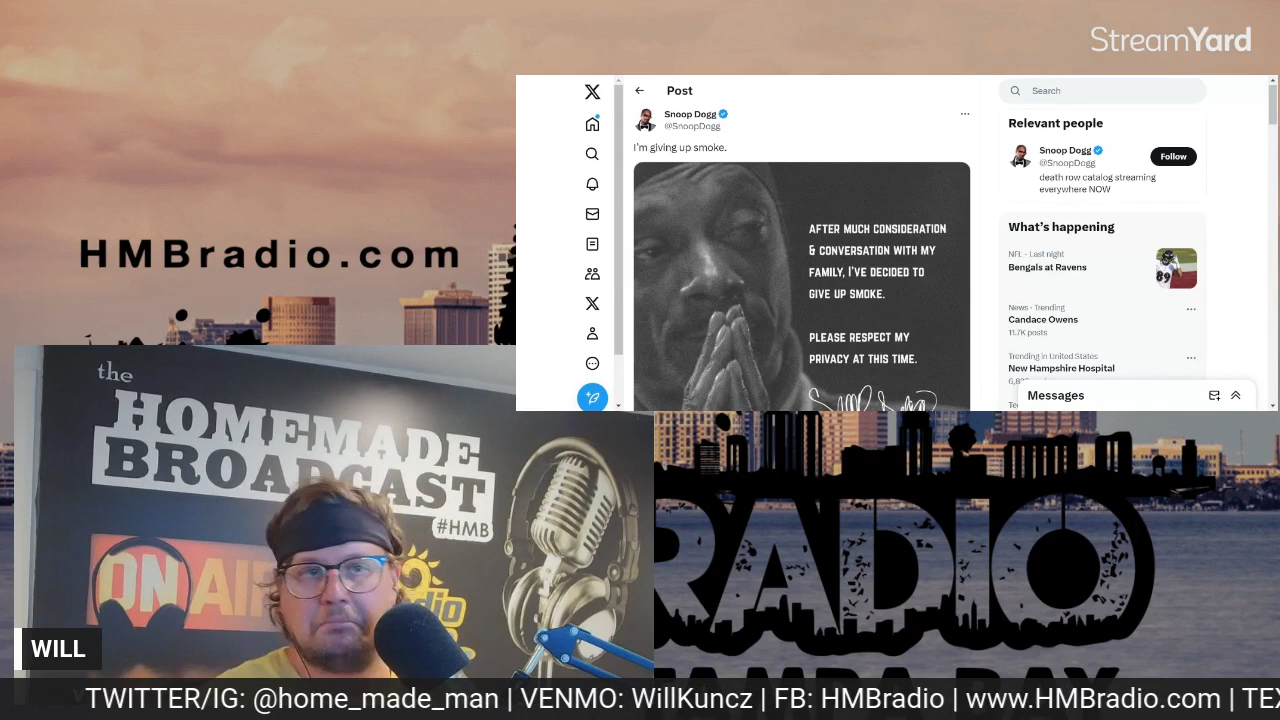 StreamYard
HMBradio.com
Post
Snoop Dogg
@SnoopDogg
I'm giving up smoke.
AFTER MUCH CONSIDERATION
& CONVERSATION WITH MY
FAMILY, I'VE DECIDED TO
GIVE UP SMOKE.
PLEASE RESPECT MY
PRIVACY AT THIS TIME.
Search
Relevant people
Snoop Dogg
@SnoopDogg
Follow
death row catalog streaming
everywhere NOW
What's happening
NFL · Last night
Bengals at Ravens
News · Trending
Candace Owens
11.7K posts
Trending in United States
New Hampshire Hospital
Messages
the
HOMEMADE
BROADCAST
#HMB
ON AIR
RADIO
TAMPA BAY
WILL
TWITTER/IG: @home_made_man | VENMO: WillKuncz | FB: HMBradio | www.HMBradio.com | TEX